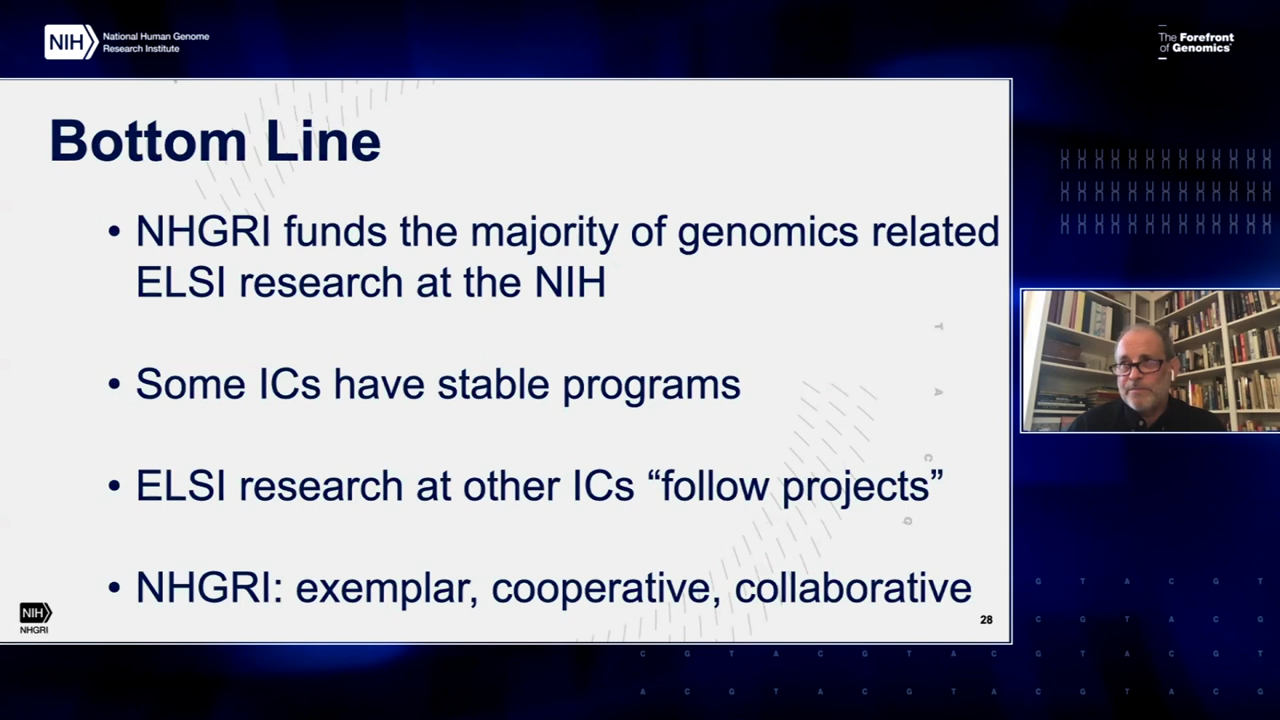 NIH National Human Genome
Research Institute
The Forefront
of Genomics®
Bottom Line
• NHGRI funds the majority of genomics related
ELSI research at the NIH
• Some ICs have stable programs
• ELSI research at other ICs “follow projects”
• NHGRI: exemplar, cooperative, collaborative
NIH
NHGRI
28
T
A
C
G
G T A C G T
C G T A C G
C G T A C G T A C G T A C G T
A C G T A C G T A C G T A C G